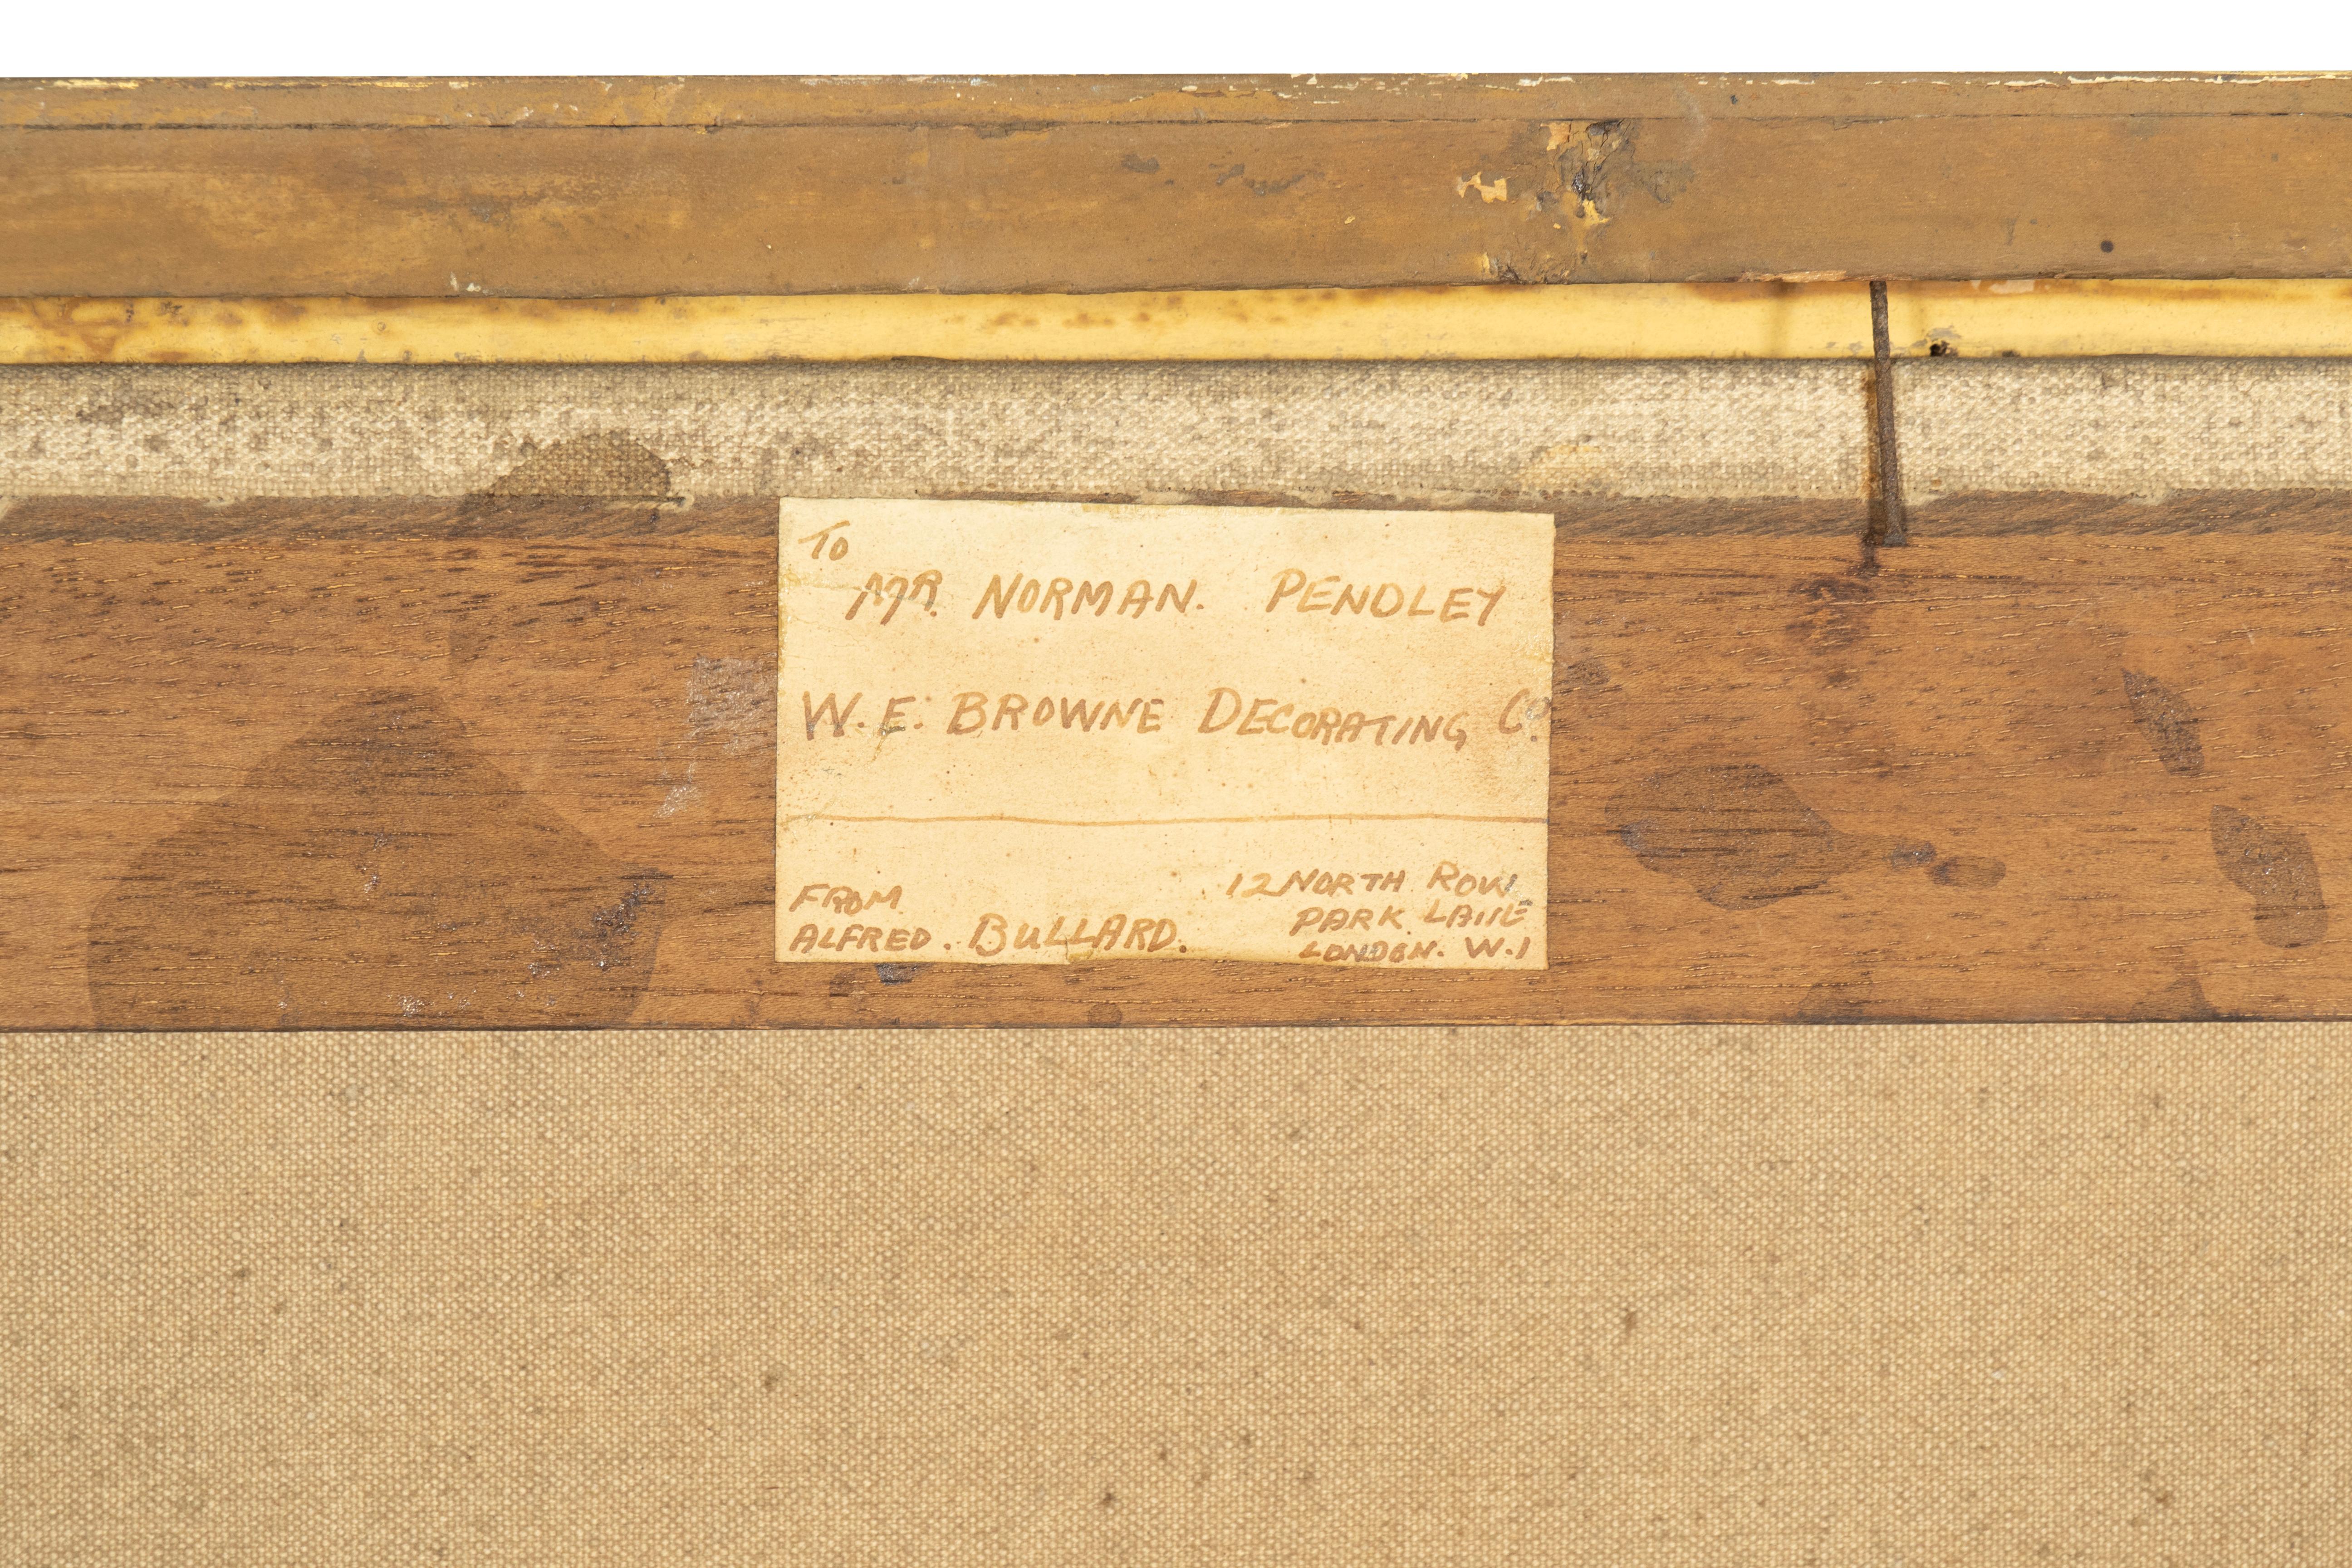 To
MR. NORMAN. PENDLEY
W. E. BROWNE DECORATING Co.
FROM
ALFRED. BULLARD.
12 NORTH ROW
PARK LANE
LONDON. W.1